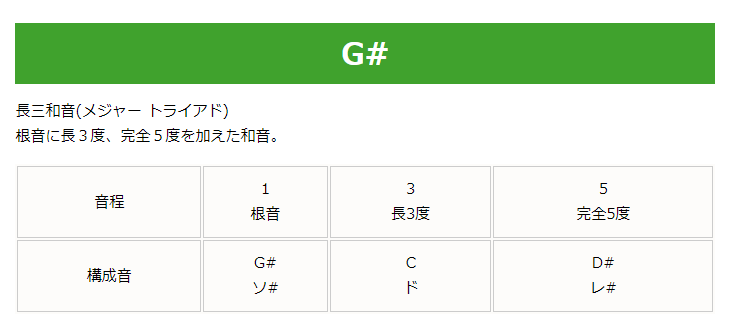 G#
長三和音(メジャー トライアド)
根音に長３度、完全５度を加えた和音。
音程
1
根音
3
長3度
5
完全5度
構成音
G#
ソ#
C
ド
D#
レ#